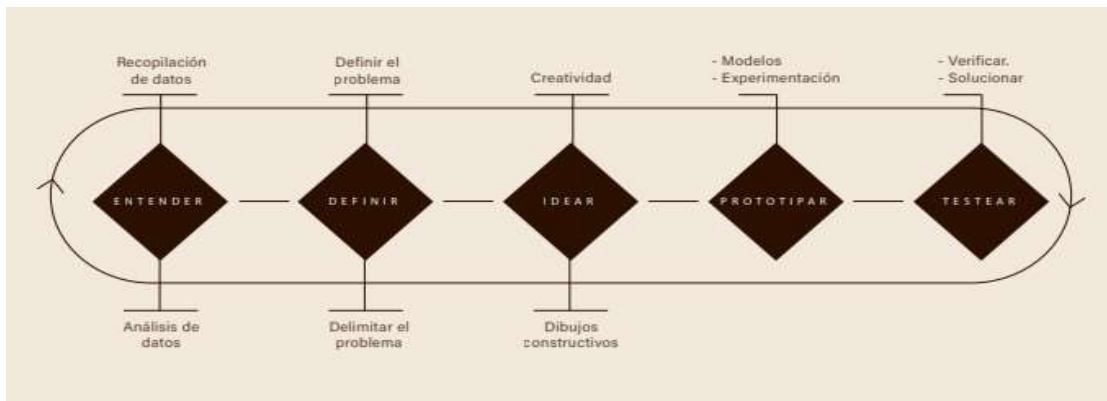 Recopilación
de datos
Definir el
problema
Creatividad
- Modelos
- Experimentación
- Verificar.
- Solucionar
ENTENDER
DEFINIR
IDEAR
PROTOTIPAR
TESTEAR
Análisis de
datos
Delimitar el
problema
Dibujos
constructivos